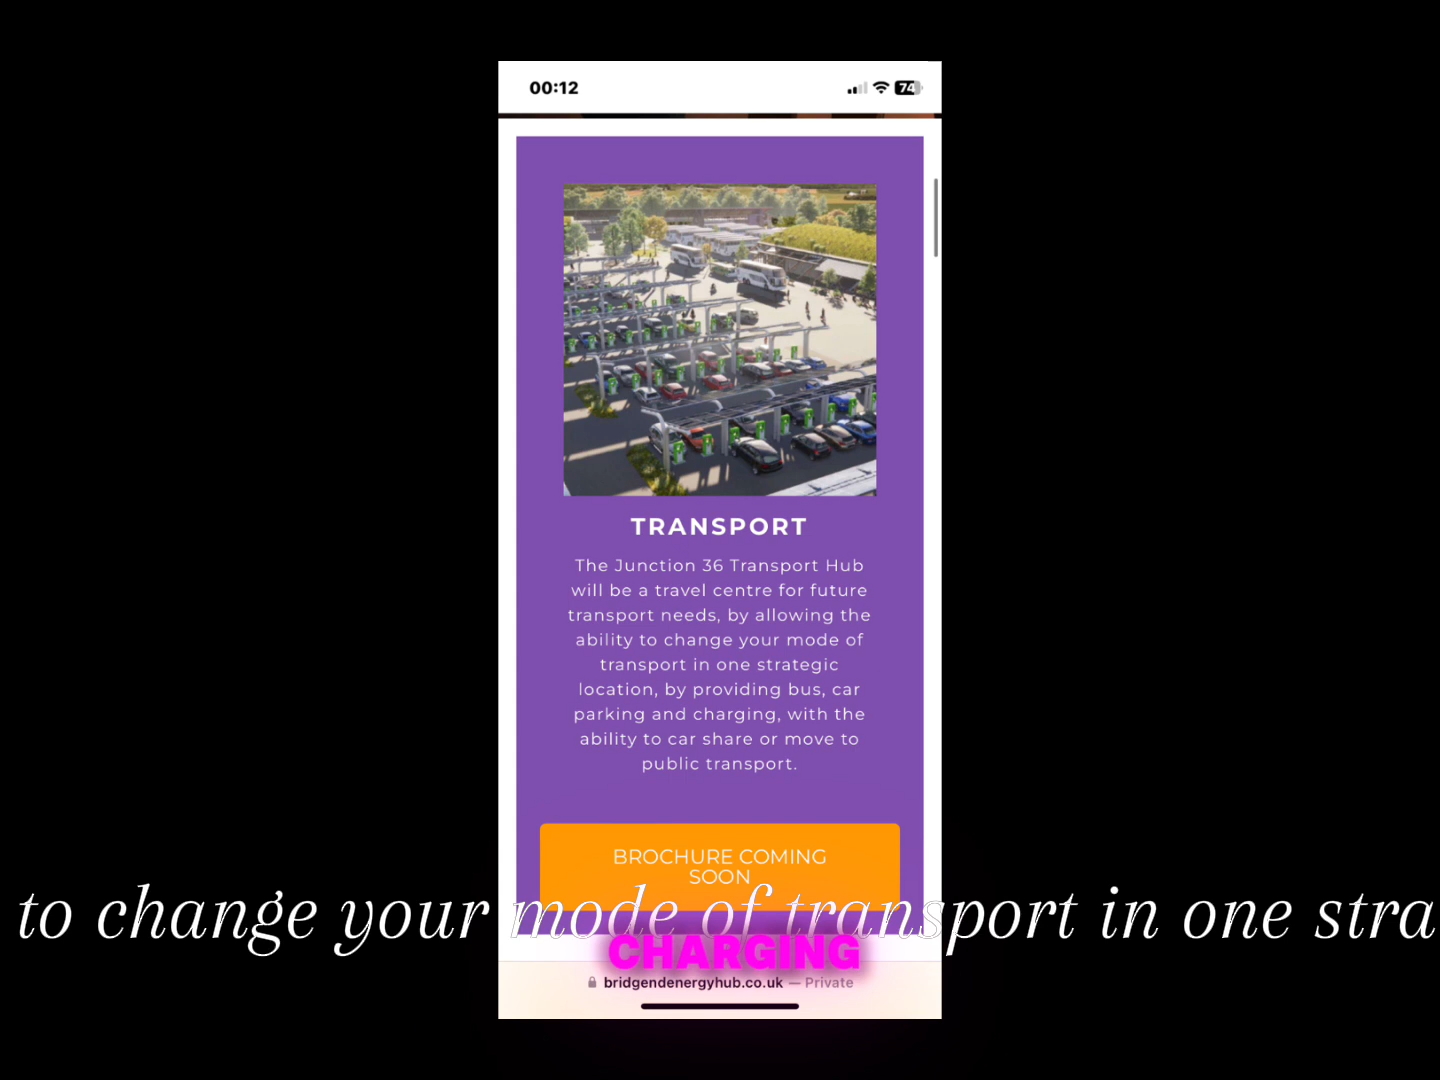 00:12
74
TRANSPORT
The Junction 36 Transport Hub
will be a travel centre for future
transport needs, by allowing the
ability to change your mode of
transport in one strategic
location, by providing bus, car
parking and charging, with the
ability to car share or move to
public transport.
BROCHURE COMING
SOON
to change your mode of transport in one stra
CHARGING
bridgendenergyhub.co.uk — Private